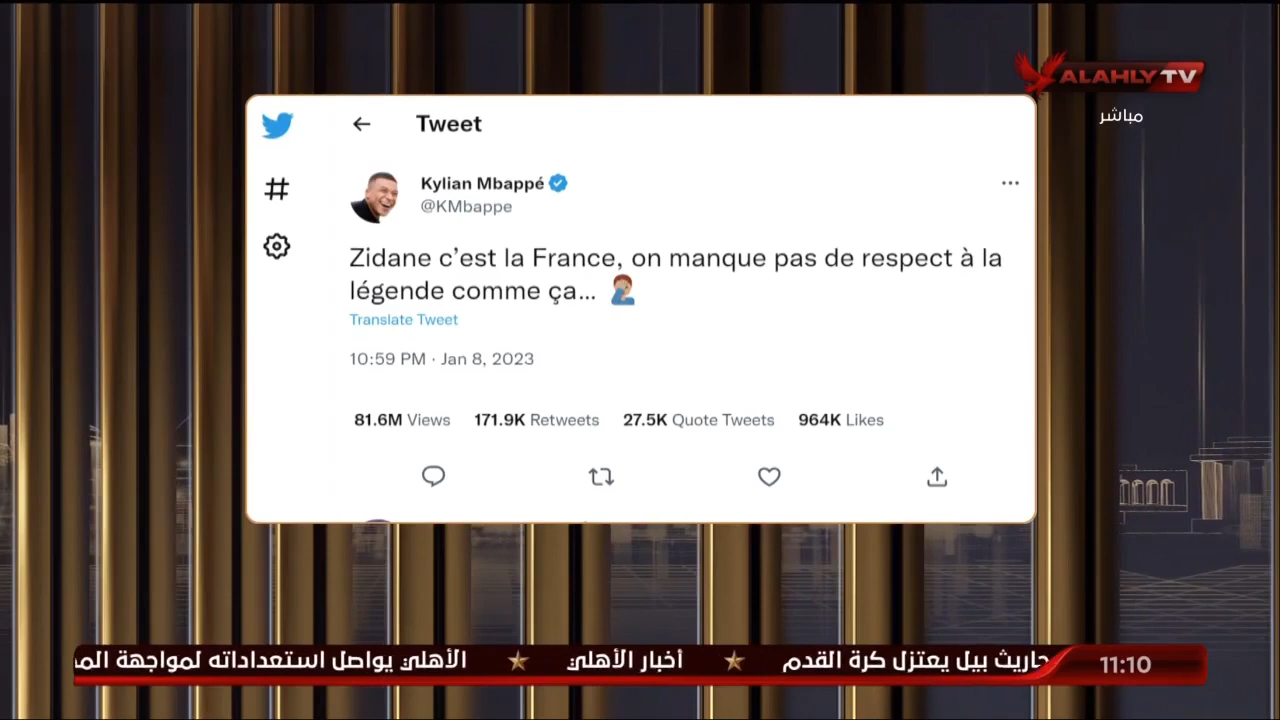 ALAHLY TV
مباشر
Tweet
Kylian Mbappé
@KMbappe
Zidane c’est la France, on manque pas de respect à la
légende comme ça...
Translate Tweet
10:59 PM · Jan 8, 2023
81.6M Views 171.9K Retweets 27.5K Quote Tweets 964K Likes
جاريث بيل يعتزل كرة القدم أخبار الأهلي الأهلي يواصل استعداداته لمواجهة
11:10